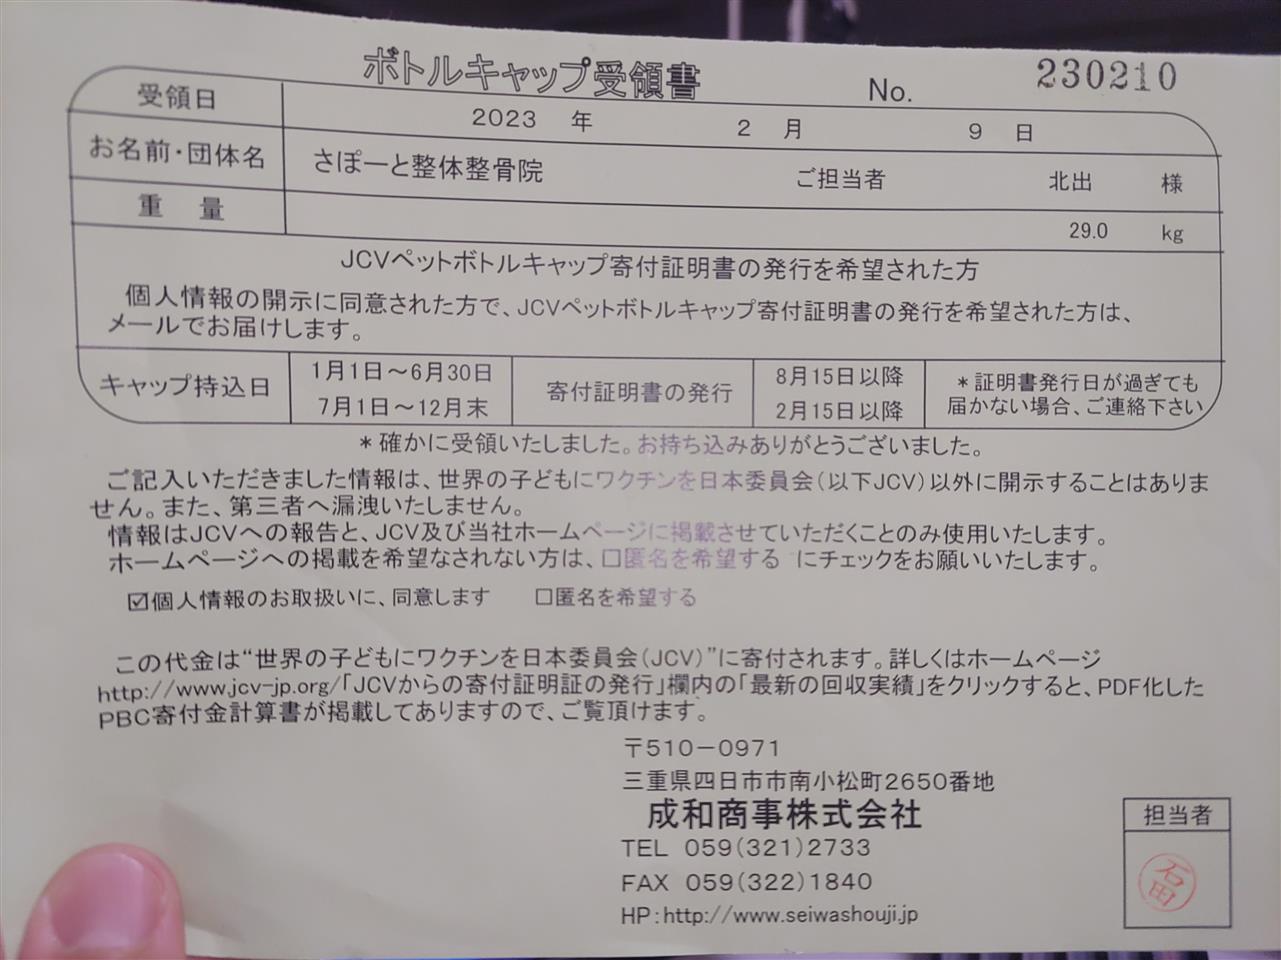 ボトルキャップ受領書 No. 230210
受領日 2023 年 2 月 9 日
お名前・団体名 さぽーと整体整骨院 ご担当者 北出 様
重 量 29.0 kg
JCVペットボトルキャップ寄付証明書の発行を希望された方
個人情報の開示に同意された方で、JCVペットボトルキャップ寄付証明書の発行を希望された方は、
メールでお届けします。
キャップ持込日 1月1日～6月30日 寄付証明書の発行 8月15日以降 ＊証明書発行日が過ぎても
7月1日～12月末 2月15日以降 届かない場合、ご連絡下さい
＊確かに受領いたしました。お持ち込みありがとうございました。
ご記入いただきました情報は、世界の子どもにワクチンを日本委員会(以下JCV)以外に開示することはありま
せん。また、第三者へ漏洩いたしません。
情報はJCVへの報告と、JCV及び当社ホームページに掲載させていただくことのみ使用いたします。
ホームページへの掲載を希望なされない方は、□匿名を希望する にチェックをお願いいたします。
☑個人情報のお取扱いに、同意します □匿名を希望する
この代金は“世界の子どもにワクチンを日本委員会(JCV)”に寄付されます。詳しくはホームページ
http://www.jcv-jp.org/「JCVからの寄付証明証の発行」欄内の「最新の回収実績」をクリックすると、PDF化した
PBC寄付金計算書が掲載してありますので、ご覧頂けます。
〒510－0971
三重県四日市市南小松町2650番地
成和商事株式会社
TEL 059(321)2733
FAX 059(322)1840
HP：http://www.seiwashouji.jp
担当者
石田